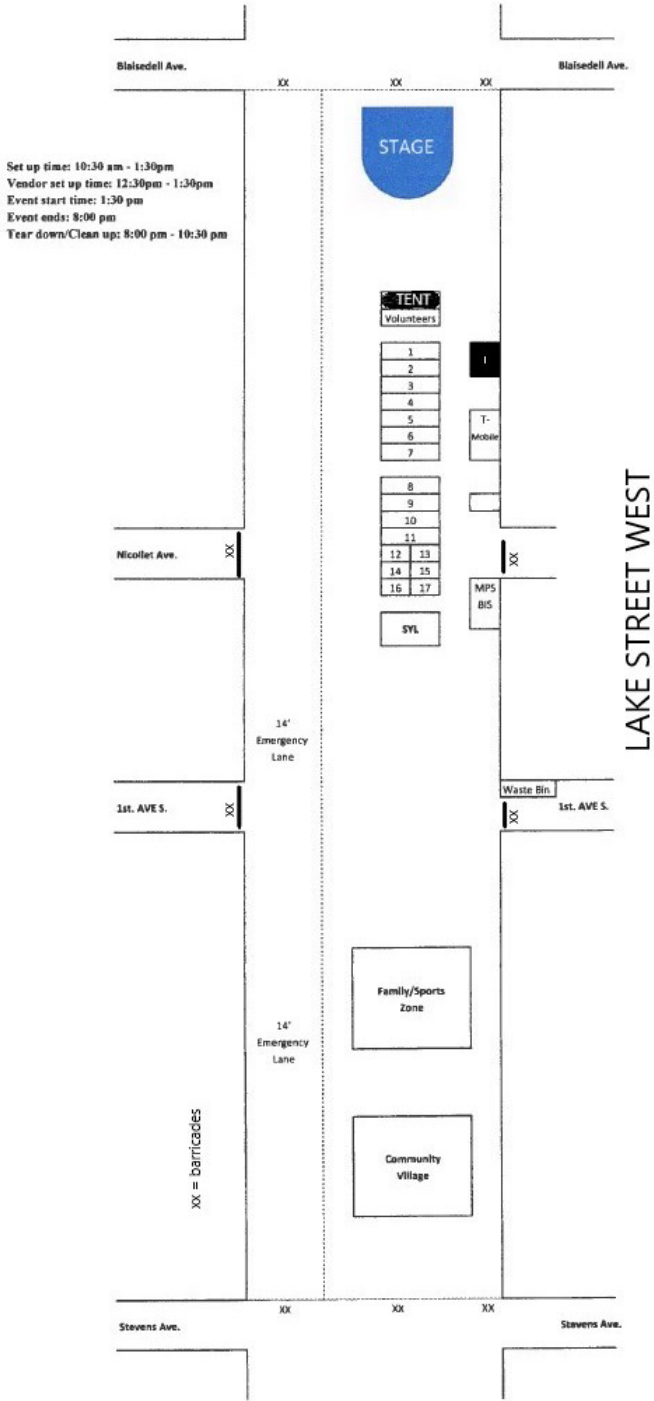 Blaisedell Ave.
Blaisedell Ave.
XX
XX
XX
STAGE
Set up time: 10:30 am - 1:30pm
Vendor set up time: 12:30pm - 1:30pm
Event start time: 1:30 pm
Event ends: 8:00 pm
Tear down/Clean up: 8:00 pm - 10:30 pm
TENT
Volunteers
1
2
3
4
5
6
7
I
T-
Mobile
8
9
10
11
12 13
14 15
16 17
Nicollet Ave.
XX
XX
MPS
BIS
SYL
LAKE STREET WEST
14'
Emergency
Lane
Waste Bin
1st. AVE S.
XX
XX
1st. AVE S.
Family/Sports
Zone
14'
Emergency
Lane
XX = barricades
Community
Village
XX
XX
XX
Stevens Ave.
Stevens Ave.